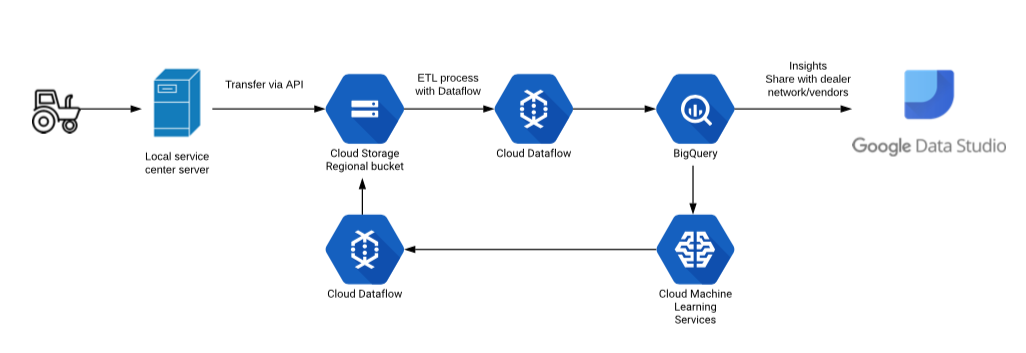 Transfer via API
ETL process
with Dataflow
Insights
Share with dealer
network/vendors
Local service
center server
Cloud Storage
Regional bucket
Cloud Dataflow
BigQuery
Google Data Studio
Cloud Dataflow
Cloud Machine
Learning
Services